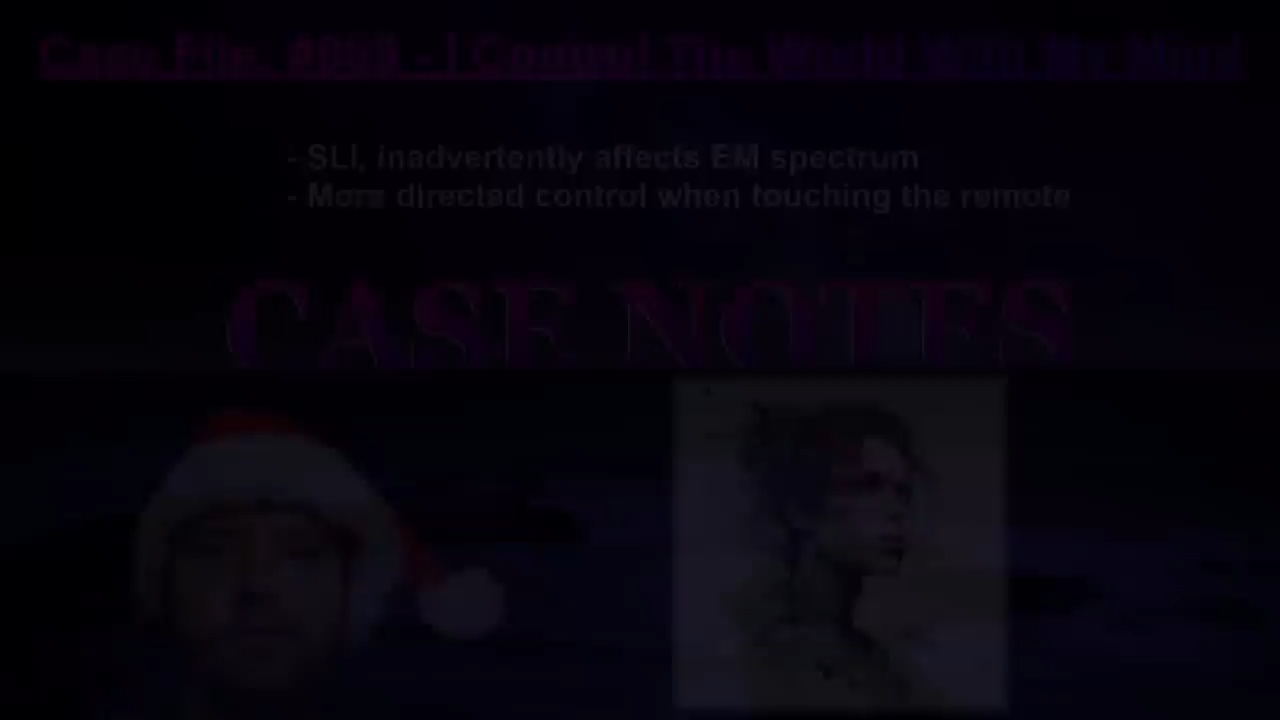 Case File: #003 - I Control The World With My Mind
- SLI, inadvertently affects EM spectrum
- More directed control when touching the remote
CASE NOTES